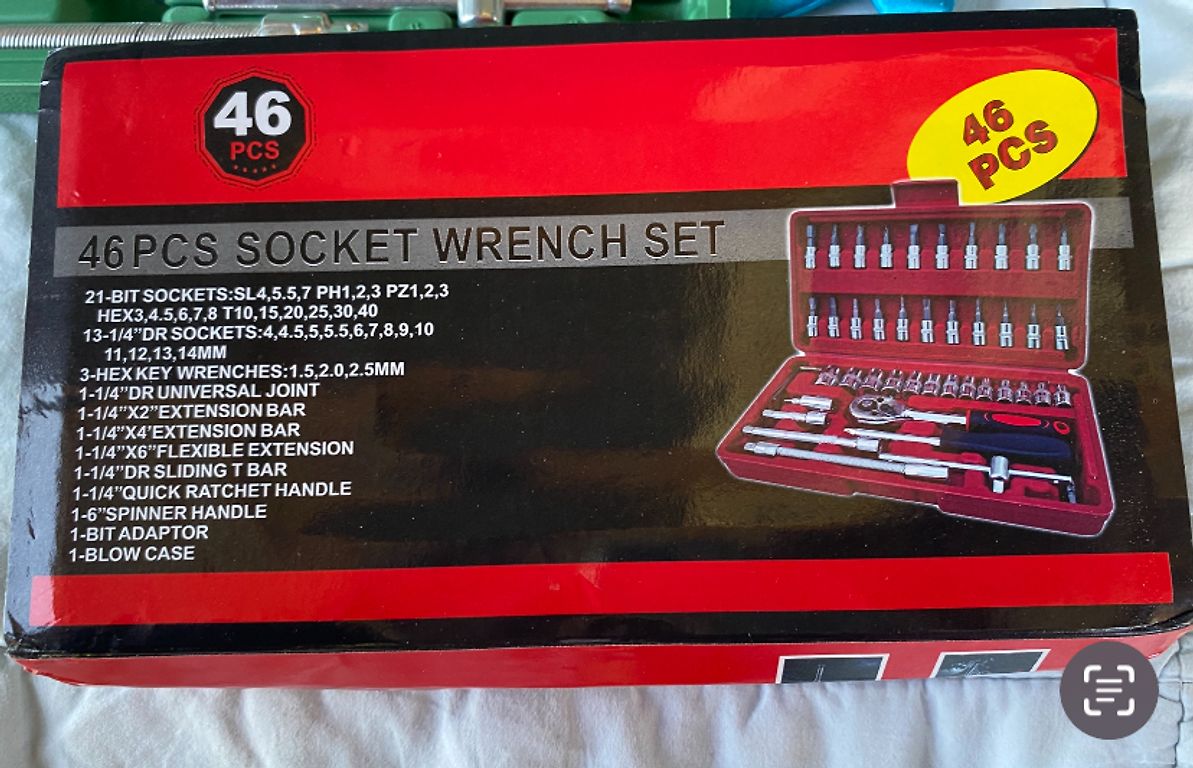 46
PCS
46
PCS
46PCS SOCKET WRENCH SET
21-BIT SOCKETS:SL4,5.5,7 PH1,2,3 PZ1,2,3
HEX3,4.5,6,7,8 T10,15,20,25,30,40
13-1/4”DR SOCKETS:4,4.5,5,5.5,6,7,8,9,10
11,12,13,14MM
3-HEX KEY WRENCHES:1.5,2.0,2.5MM
1-1/4”DR UNIVERSAL JOINT
1-1/4”X2”EXTENSION BAR
1-1/4”X4’EXTENSION BAR
1-1/4”X6”FLEXIBLE EXTENSION
1-1/4”DR SLIDING T BAR
1-1/4”QUICK RATCHET HANDLE
1-6”SPINNER HANDLE
1-BIT ADAPTOR
1-BLOW CASE